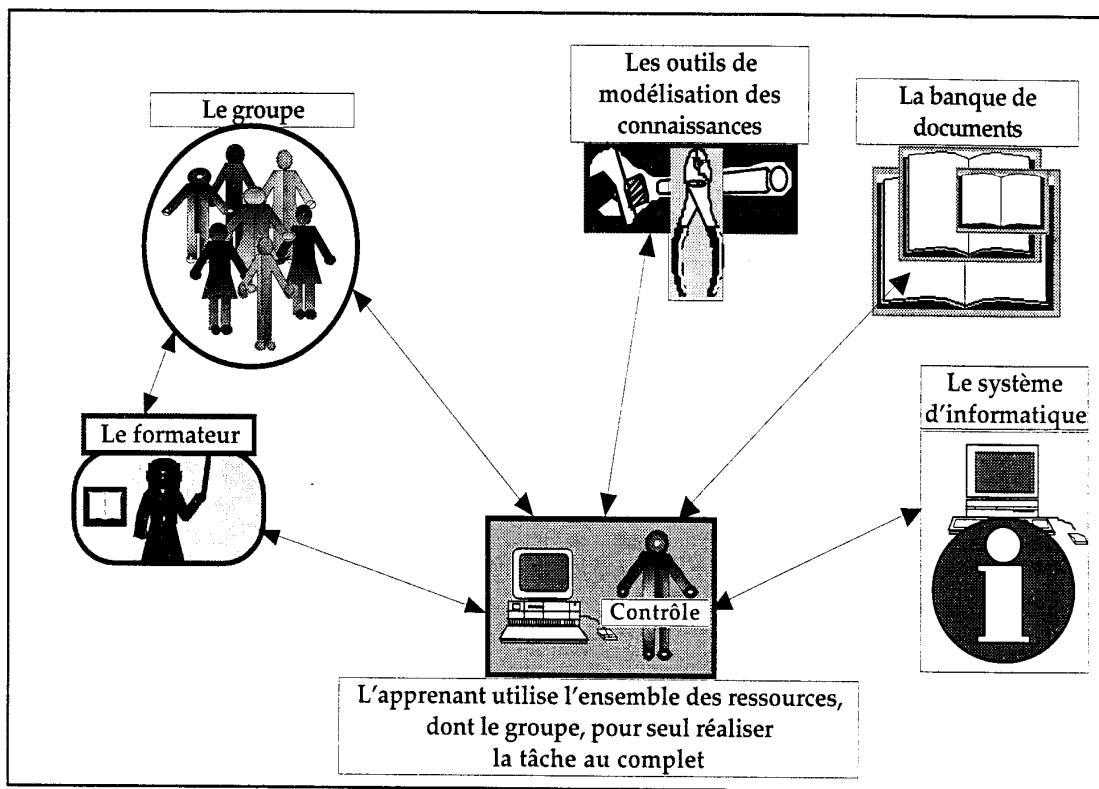 Le groupe
Les outils de
modélisation des
connaissances
La banque de
documents
Le système
d'informatique
Le formateur
Contrôle
L'apprenant utilise l'ensemble des ressources,
dont le groupe, pour seul réaliser
la tâche au complet